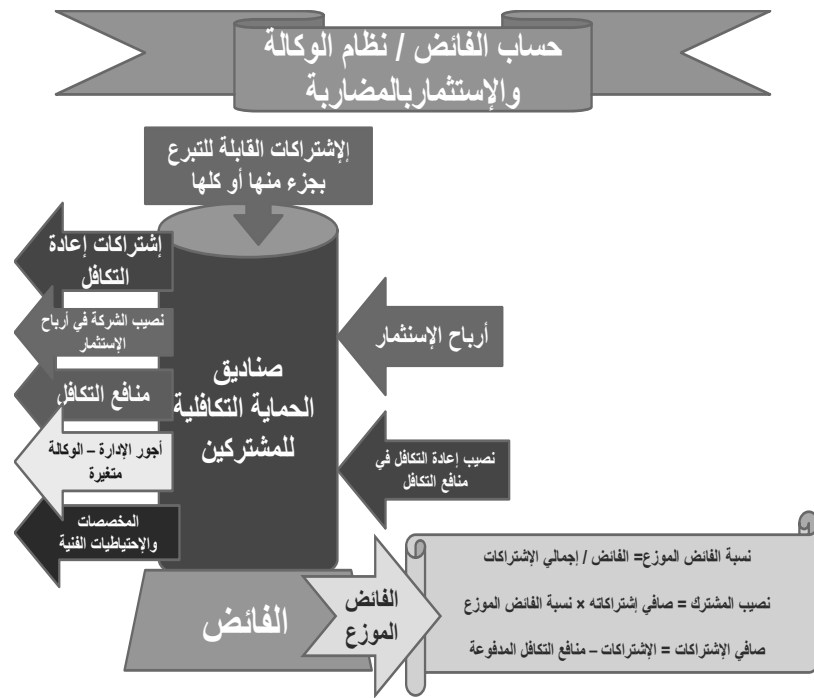 حساب الفائض / نظام الوكالة
والإستثماربالمضاربة
الإشتراكات القابلة للتبرع
بجزء منها أو كلها
إشتراكات إعادة
التكافل
نصيب الشركة في أرباح
الإستثمار
منافع التكافل
أجور الإدارة – الوكالة
متغيرة
المخصصات
والإحتياطيات الفنية
صناديق
الحماية التكافلية
للمشتركين
أرباح الإستثمار
نصيب إعادة التكافل في
منافع التكافل
الفائض
الفائض
الموزع
نسبة الفائض الموزع= الفائض / إجمالي الإشتراكات
نصيب المشترك = صافي إشتراكاته × نسبة الفائض الموزع
صافي الإشتراكات = الإشتراكات – منافع التكافل المدفوعة